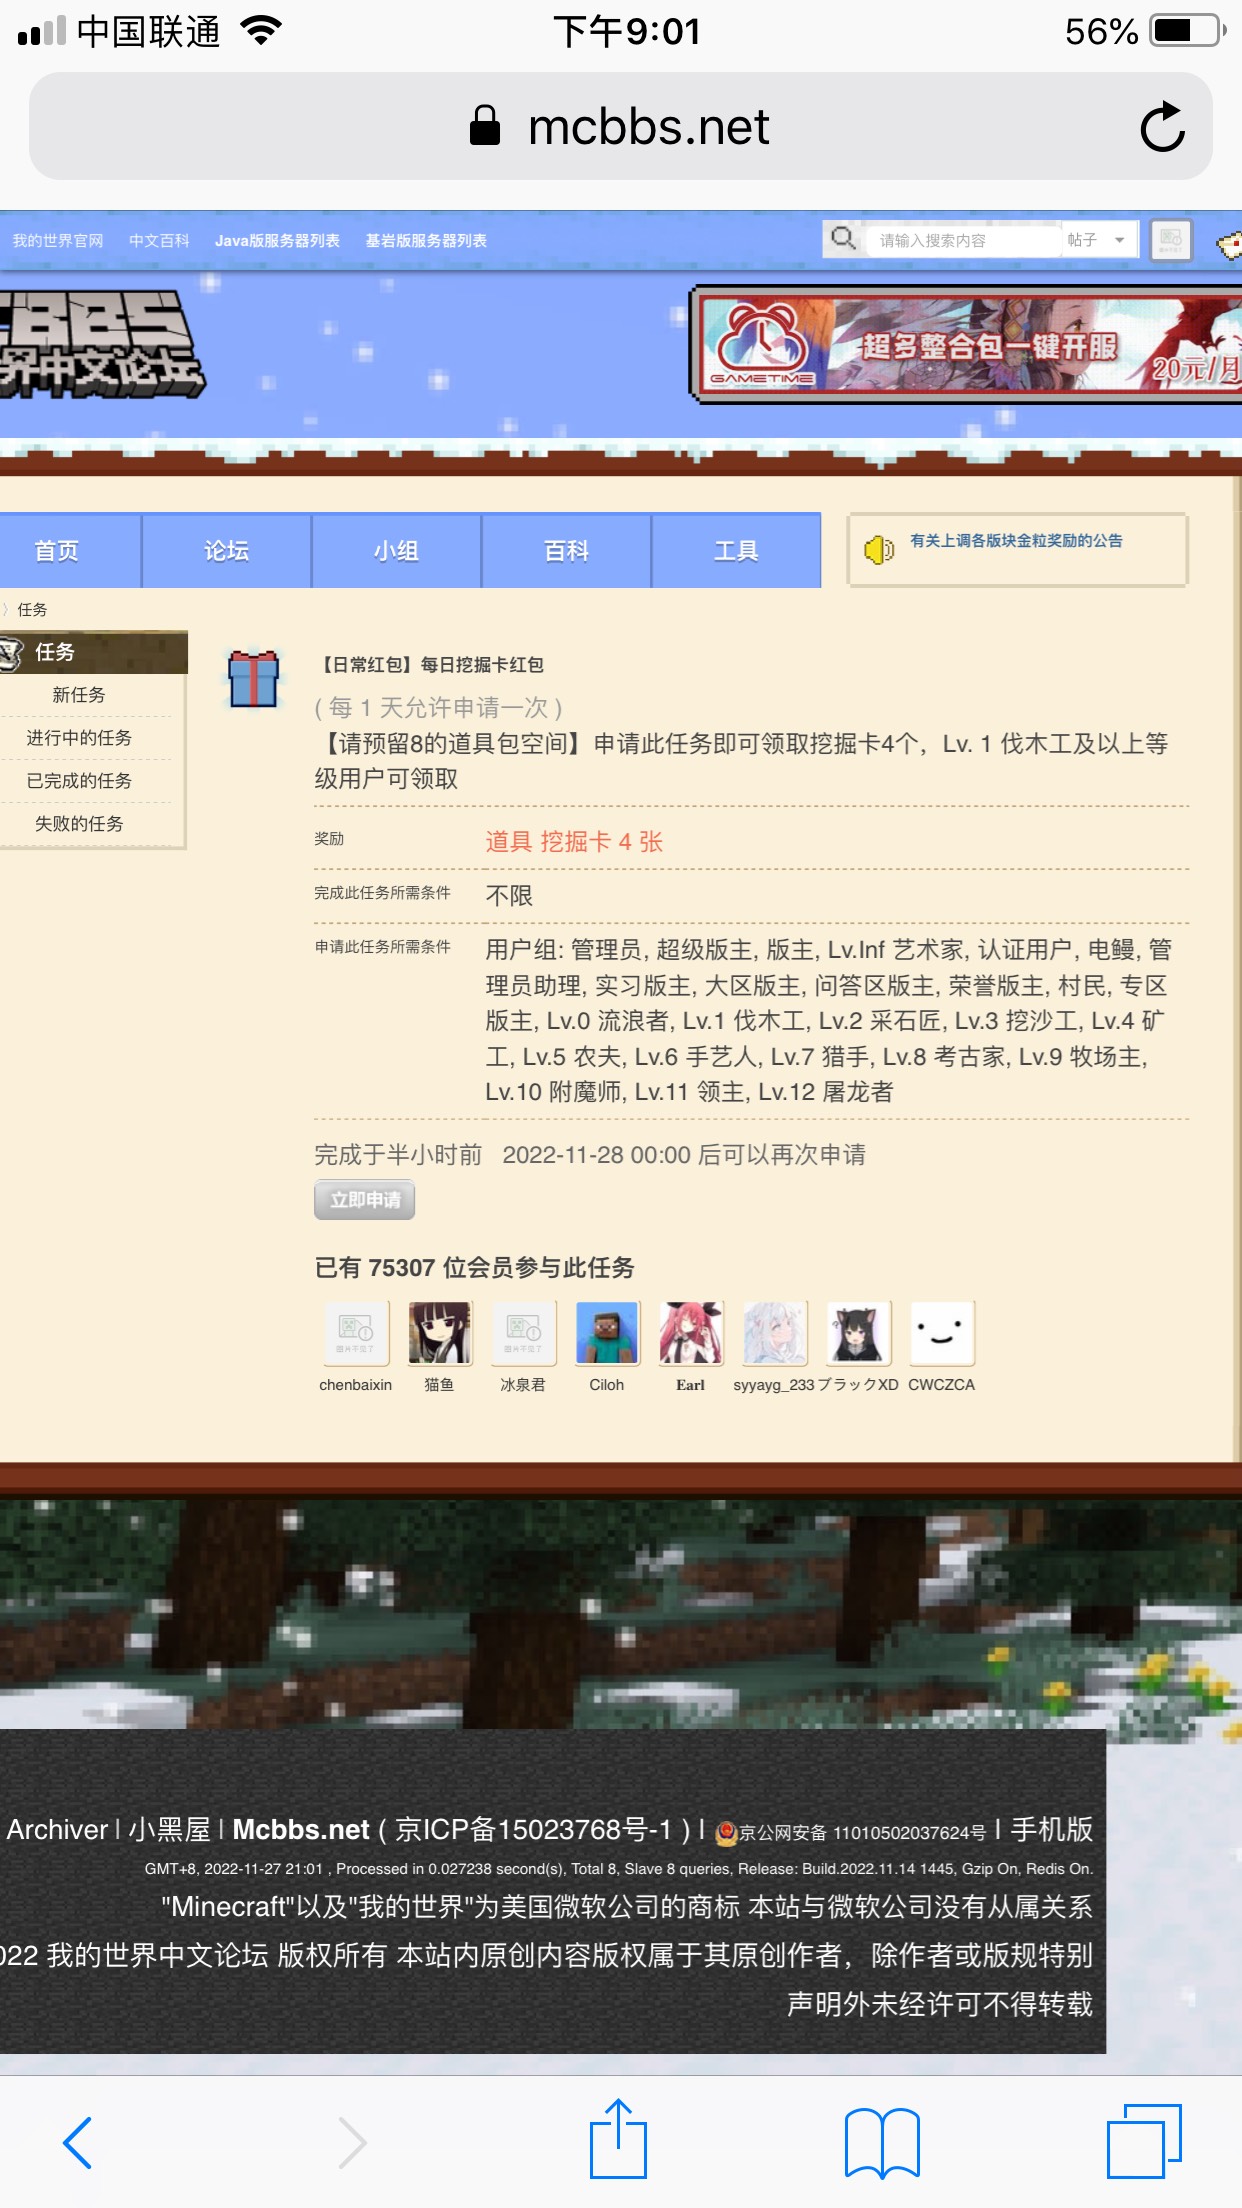 中国联通
下午9:01
56%
mcbbs.net
我的世界官网 中文百科 Java版服务器列表 基岩版服务器列表
请输入搜索内容 帖子
CBBS
界中文论坛
GAMETIME
超多整合包一键开服
20元/月
首页 论坛 小组 百科 工具
有关上调各版块金粒奖励的公告
〉任务
任务
新任务
进行中的任务
已完成的任务
失败的任务
【日常红包】每日挖掘卡红包
( 每 1 天允许申请一次 )
【请预留8的道具包空间】申请此任务即可领取挖掘卡4个，Lv. 1 伐木工及以上等
级用户可领取
奖励 道具 挖掘卡 4 张
完成此任务所需条件 不限
申请此任务所需条件 用户组: 管理员, 超级版主, 版主, Lv.Inf 艺术家, 认证用户, 电鳗, 管
理员助理, 实习版主, 大区版主, 问答区版主, 荣誉版主, 村民, 专区
版主, Lv.0 流浪者, Lv.1 伐木工, Lv.2 采石匠, Lv.3 挖沙工, Lv.4 矿
工, Lv.5 农夫, Lv.6 手艺人, Lv.7 猎手, Lv.8 考古家, Lv.9 牧场主,
Lv.10 附魔师, Lv.11 领主, Lv.12 屠龙者
完成于半小时前 2022-11-28 00:00 后可以再次申请
立即申请
已有 75307 位会员参与此任务
图片不见了 图片不见了
chenbaixin 猫鱼 冰泉君 Ciloh Earl syyayg_233 ブラックXD CWCZCA
Archiver | 小黑屋 | Mcbbs.net ( 京ICP备15023768号-1 ) | 京公网安备 11010502037624号 | 手机版
GMT+8, 2022-11-27 21:01 , Processed in 0.027238 second(s), Total 8, Slave 8 queries, Release: Build.2022.11.14 1445, Gzip On, Redis On.
"Minecraft"以及"我的世界"为美国微软公司的商标 本站与微软公司没有从属关系
022 我的世界中文论坛 版权所有 本站内原创内容版权属于其原创作者，除作者或版规特别
声明外未经许可不得转载